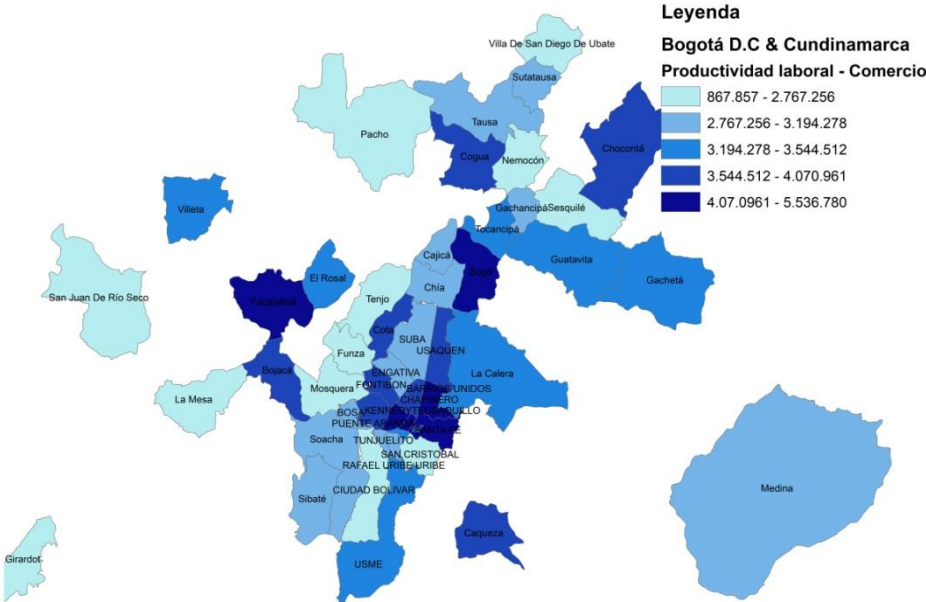 Leyenda
Bogotá D.C & Cundinamarca
Productividad laboral - Comercio
867.857 - 2.767.256
2.767.256 - 3.194.278
3.194.278 - 3.544.512
3.544.512 - 4.070.961
4.07.0961 - 5.536.780
Villa De San Diego De Ubate
Sutatausa
Tausa
Pacho
Cogua
Nemocón
Chocontá
Villeta
Gachancipá
Sesquilé
Tocancipá
Cajicá
Sopó
Guatavita
Gachetá
El Rosal
Chía
San Juan De Río Seco
Facatativá
Tenjo
Cota
SUBA
USAQUEN
Funza
La Calera
Bojacá
ENGATIVA
FONTIBON
Mosquera
BARRIOS UNIDOS
La Mesa
CHAPINERO
BOSA
KENNEDY
TEUSAQUILLO
PUENTE ARANDA
SANTA FE
Soacha
TUNJUELITO
SAN CRISTOBAL
RAFAEL URIBE URIBE
CIUDAD BOLIVAR
Sibaté
Medina
Caqueza
Girardot
USME